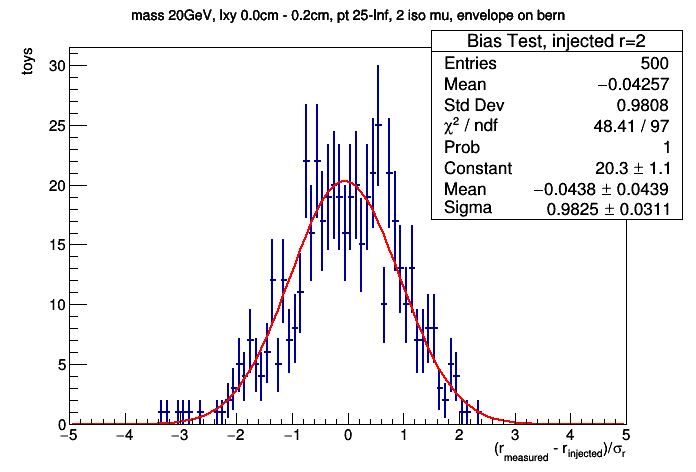 mass 20GeV, lxy 0.0cm - 0.2cm, pt 25-Inf, 2 iso mu, envelope on bern
toys
Bias Test, injected r=2
Entries 500
Mean −0.04257
Std Dev 0.9808
χ² / ndf 48.41 / 97
Prob 1
Constant 20.3 ± 1.1
Mean −0.0438 ± 0.0439
Sigma 0.9825 ± 0.0311
30
25
20
15
10
5
0
−5 −4 −3 −2 −1 0 1 2 3 4 5
(r_measured - r_injected)/σ_r